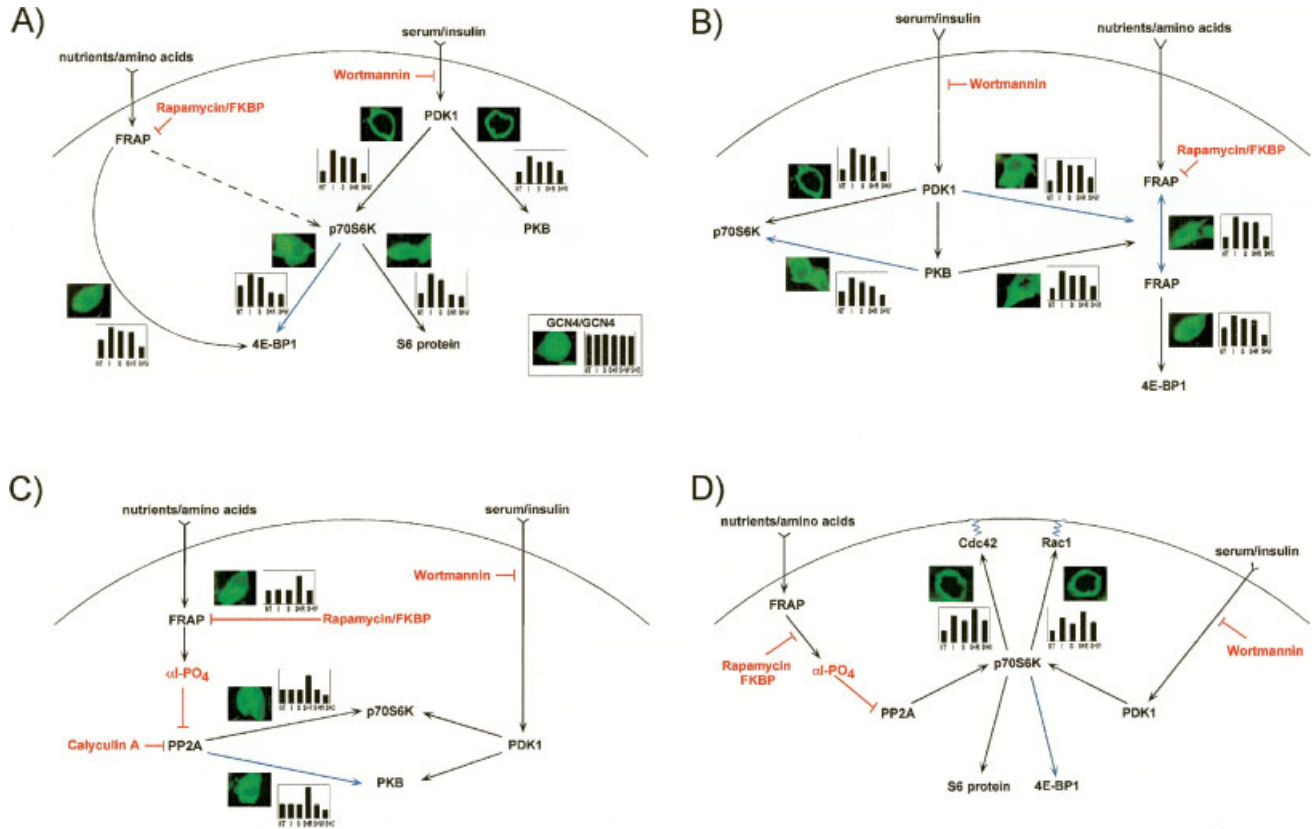 A)
serum/insulin
nutrients/amino acids
Wortmannin
Rapamycin/FKBP
PDK1
FRAP
p70S6K
PKB
GCN4/GCN4
4E-BP1
S6 protein
B)
serum/insulin
nutrients/amino acids
Wortmannin
Rapamycin/FKBP
PDK1
FRAP
p70S6K
PKB
FRAP
4E-BP1
C)
nutrients/amino acids
serum/insulin
Wortmannin
FRAP
Rapamycin/FKBP
αI-PO4
p70S6K
Calyculin A
PP2A
PDK1
PKB
D)
nutrients/amino acids
Cdc42
Rac1
serum/insulin
FRAP
Rapamycin
FKBP
αI-PO4
p70S6K
Wortmannin
PP2A
PDK1
S6 protein
4E-BP1